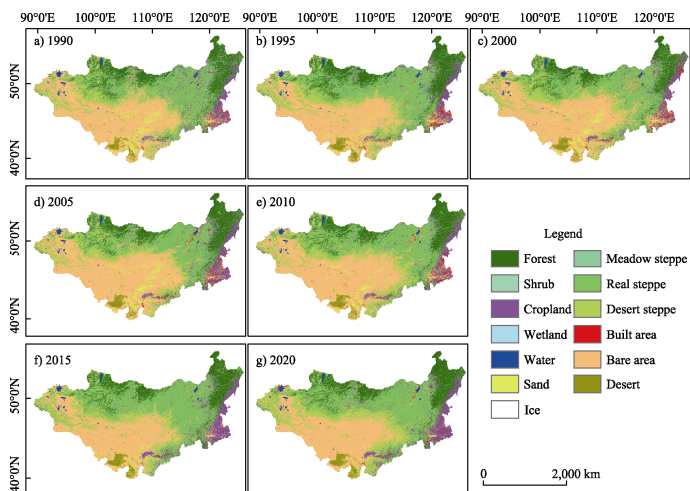 90°0'E 100°0'E 110°0'E 120°0'E 90°0'E 100°0'E 110°0'E 120°0'E 90°0'E 100°0'E 110°0'E 120°0'E
a) 1990 b) 1995 c) 2000
50°0'N
40°0'N
d) 2005 e) 2010
50°0'N
40°0'N
f) 2015 g) 2020
50°0'N
40°0'N
Legend
Forest Meadow steppe
Shrub Real steppe
Cropland Desert steppe
Wetland Built area
Water Bare area
Sand Desert
Ice
0 2,000 km